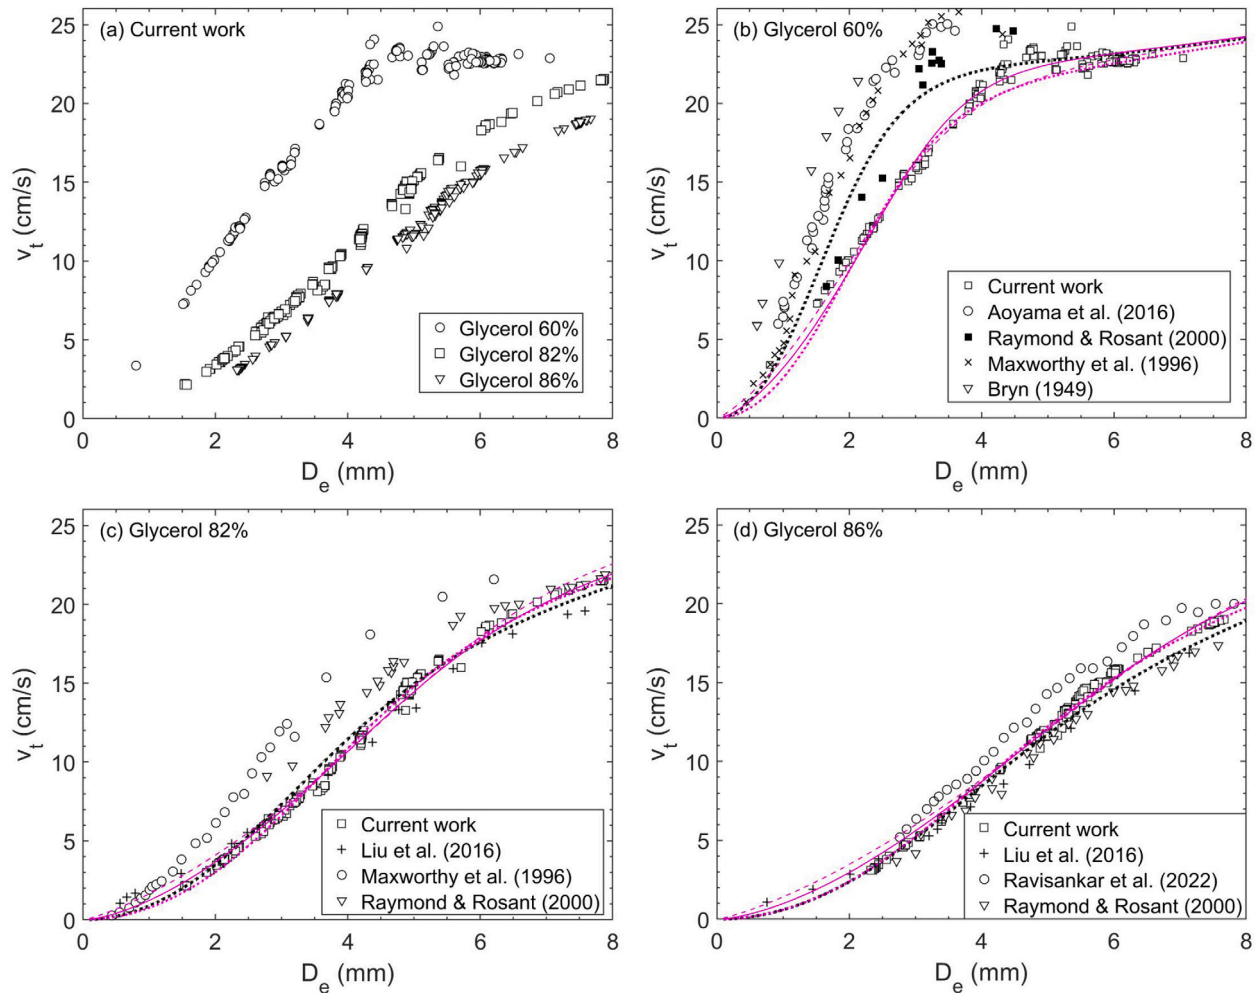 (a) Current work
25
20
15
10
5
0
v_t (cm/s)
Glycerol 60%
Glycerol 82%
Glycerol 86%
0 2 4 6 8
D_e (mm)
(b) Glycerol 60%
25
20
15
10
5
0
v_t (cm/s)
Current work
Aoyama et al. (2016)
Raymond & Rosant (2000)
Maxworthy et al. (1996)
Bryn (1949)
0 2 4 6 8
D_e (mm)
(c) Glycerol 82%
25
20
15
10
5
0
v_t (cm/s)
Current work
Liu et al. (2016)
Maxworthy et al. (1996)
Raymond & Rosant (2000)
0 2 4 6 8
D_e (mm)
(d) Glycerol 86%
25
20
15
10
5
0
v_t (cm/s)
Current work
Liu et al. (2016)
Ravisankar et al. (2022)
Raymond & Rosant (2000)
0 2 4 6 8
D_e (mm)